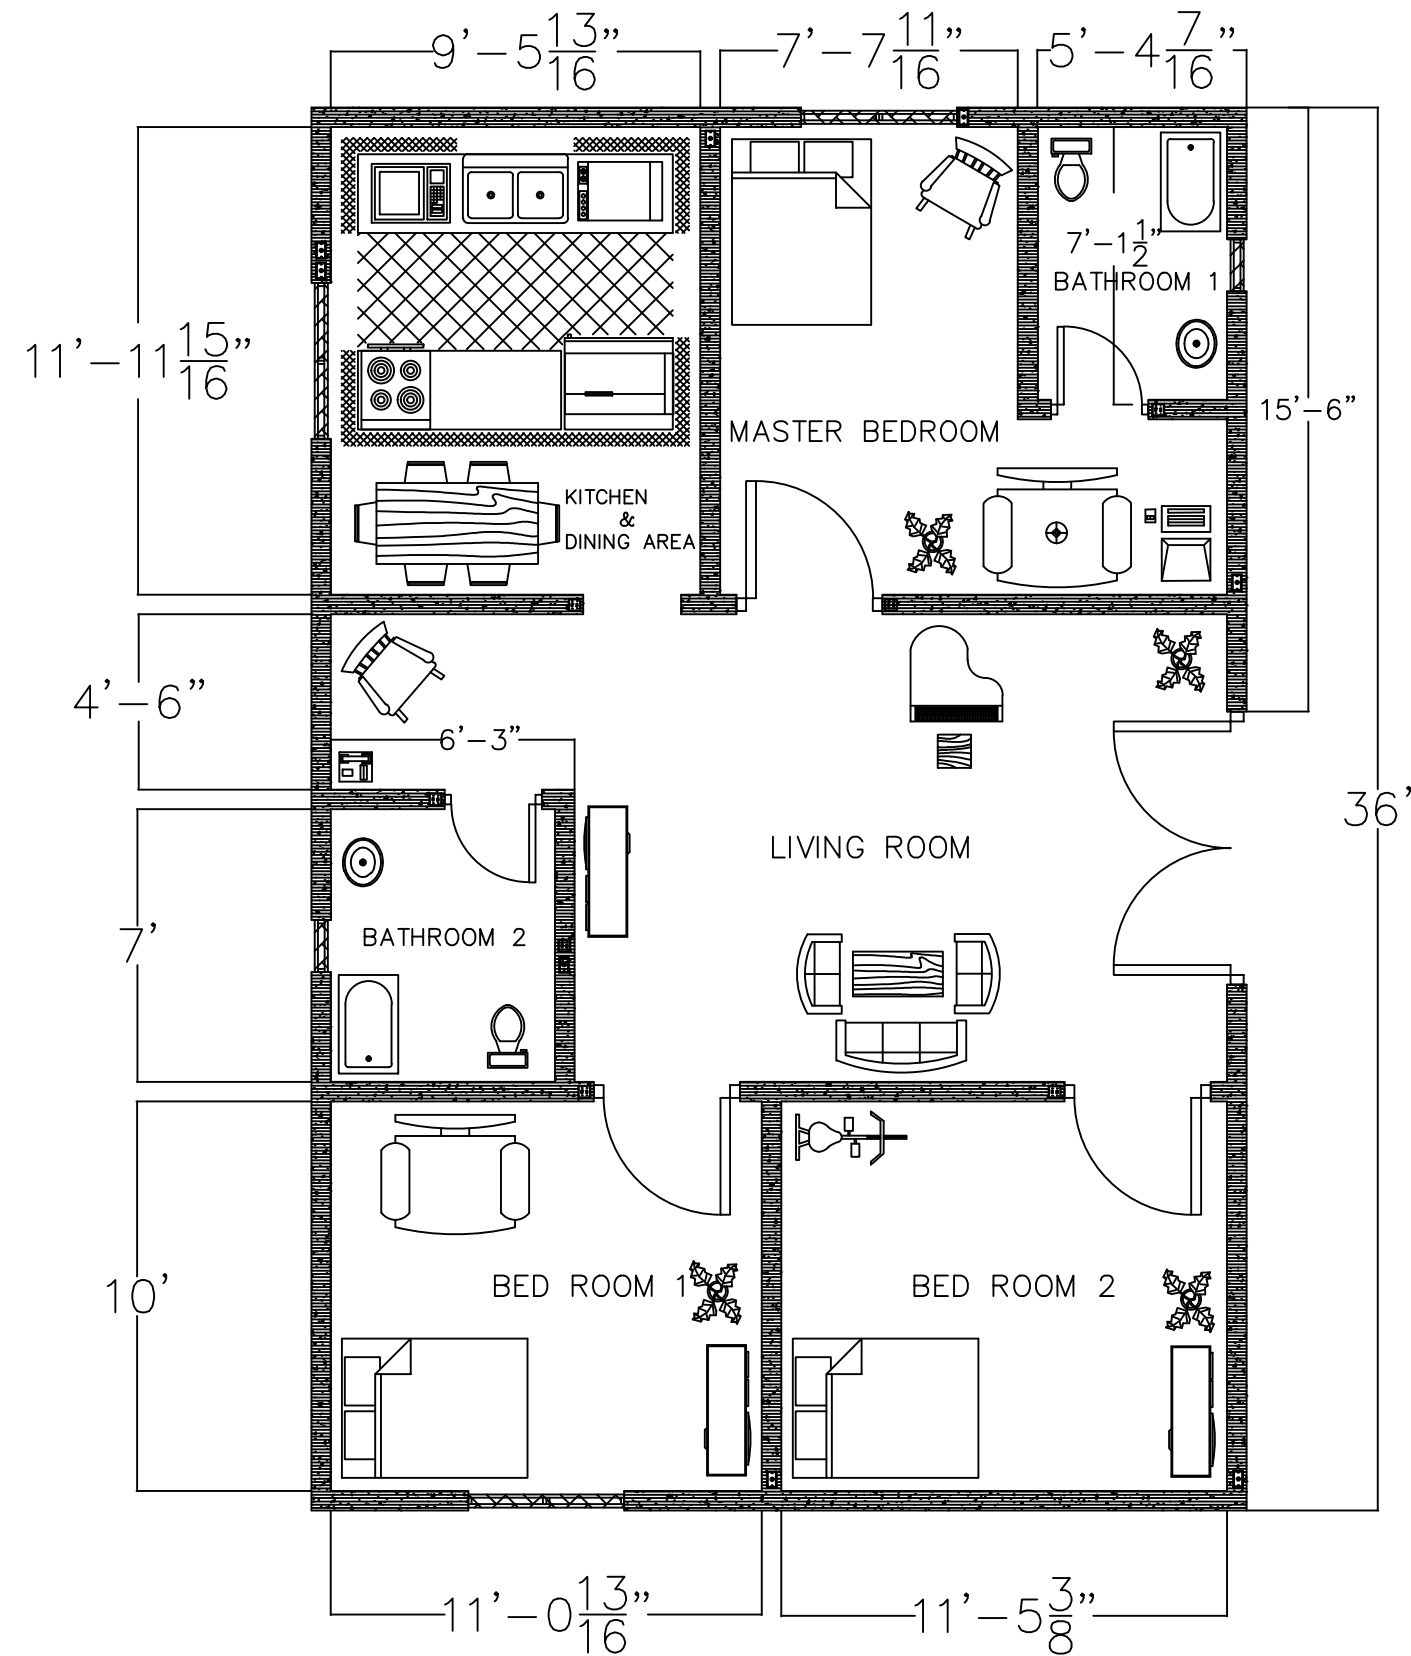 9'-5 13/16"
7'-7 11/16"
5'-4 7/16"
7'-1 1/2"
BATHROOM 1
11'-11 15/16"
15'-6"
MASTER BEDROOM
KITCHEN
&
DINING AREA
4'-6"
6'-3"
36'
LIVING ROOM
7'
BATHROOM 2
10'
BED ROOM 1
BED ROOM 2
11'-0 13/16"
11'-5 3/8"